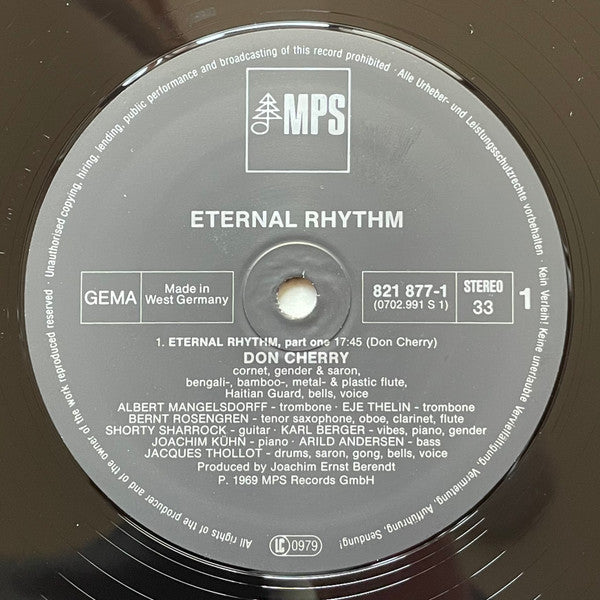 Unauthorised copying, hiring, lending, public performance and broadcasting of this record prohibited · Alle Urheber- und Leistungsschutzrechte vorbehalten · Kein Verleih! Keine unerlaubte Vervielfältigung, Vermietung, Aufführung, Sendung!
All rights of the producer and of the owner of the work reproduced reserved ·
MPS
ETERNAL RHYTHM
GEMA
Made in
West Germany
821 877-1
(0702.991 S 1)
STEREO
33
1
1. ETERNAL RHYTHM, part one 17:45 (Don Cherry)
DON CHERRY
cornet, gender & saron,
bengali-, bamboo-, metal- & plastic flute,
Haitian Guard, bells, voice
ALBERT MANGELSDORFF - trombone · EJE THELIN - trombone
BERNT ROSENGREN - tenor saxophone, oboe, clarinet, flute
SHORTY SHARROCK - guitar · KARL BERGER - vibes, piano, gender
JOACHIM KÜHN - piano · ARILD ANDERSEN - bass
JACQUES THOLLOT - drums, saron, gong, bells, voice
Produced by Joachim Ernst Berendt
P. 1969 MPS Records GmbH
LC 0979